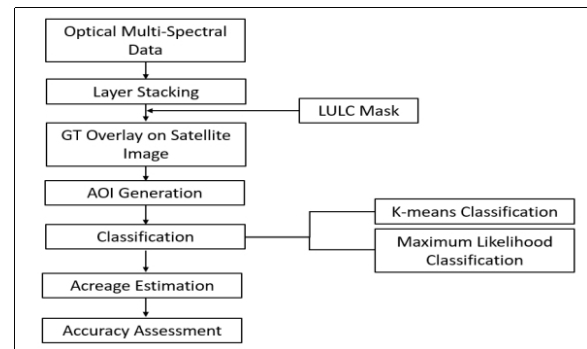 Optical Multi-Spectral
Data
Layer Stacking
LULC Mask
GT Overlay on Satellite
Image
AOI Generation
K-means Classification
Classification
Maximum Likelihood
Classification
Acreage Estimation
Accuracy Assessment